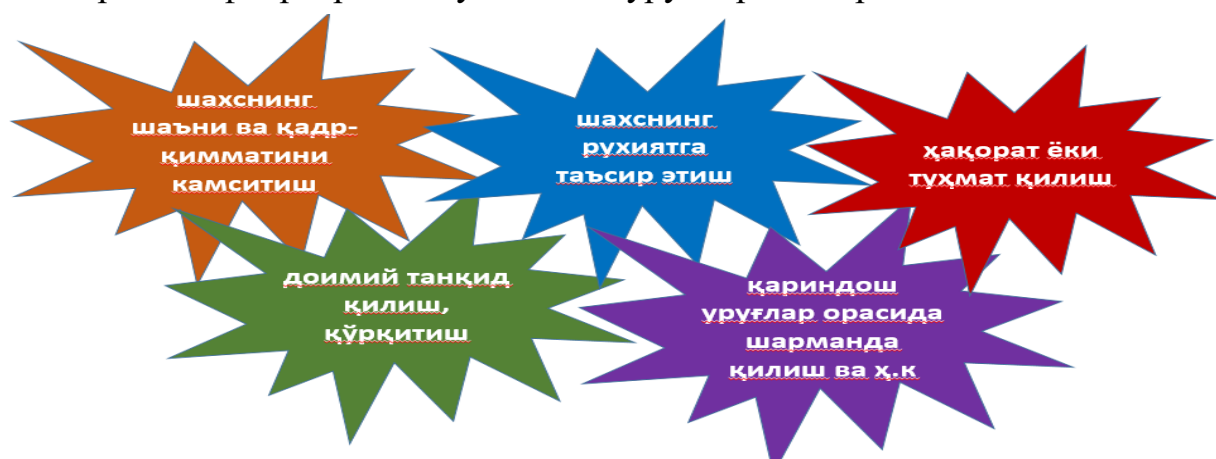 шахснинг
шаъни ва қадр-
қимматини
камситиш
шахснинг
рухиятга
таъсир этиш
ҳақорат ёки
туҳмат қилиш
доимий танқид
қилиш,
қўрқитиш
қариндош
уруғлар орасида
шарманда
қилиш ва ҳ.к